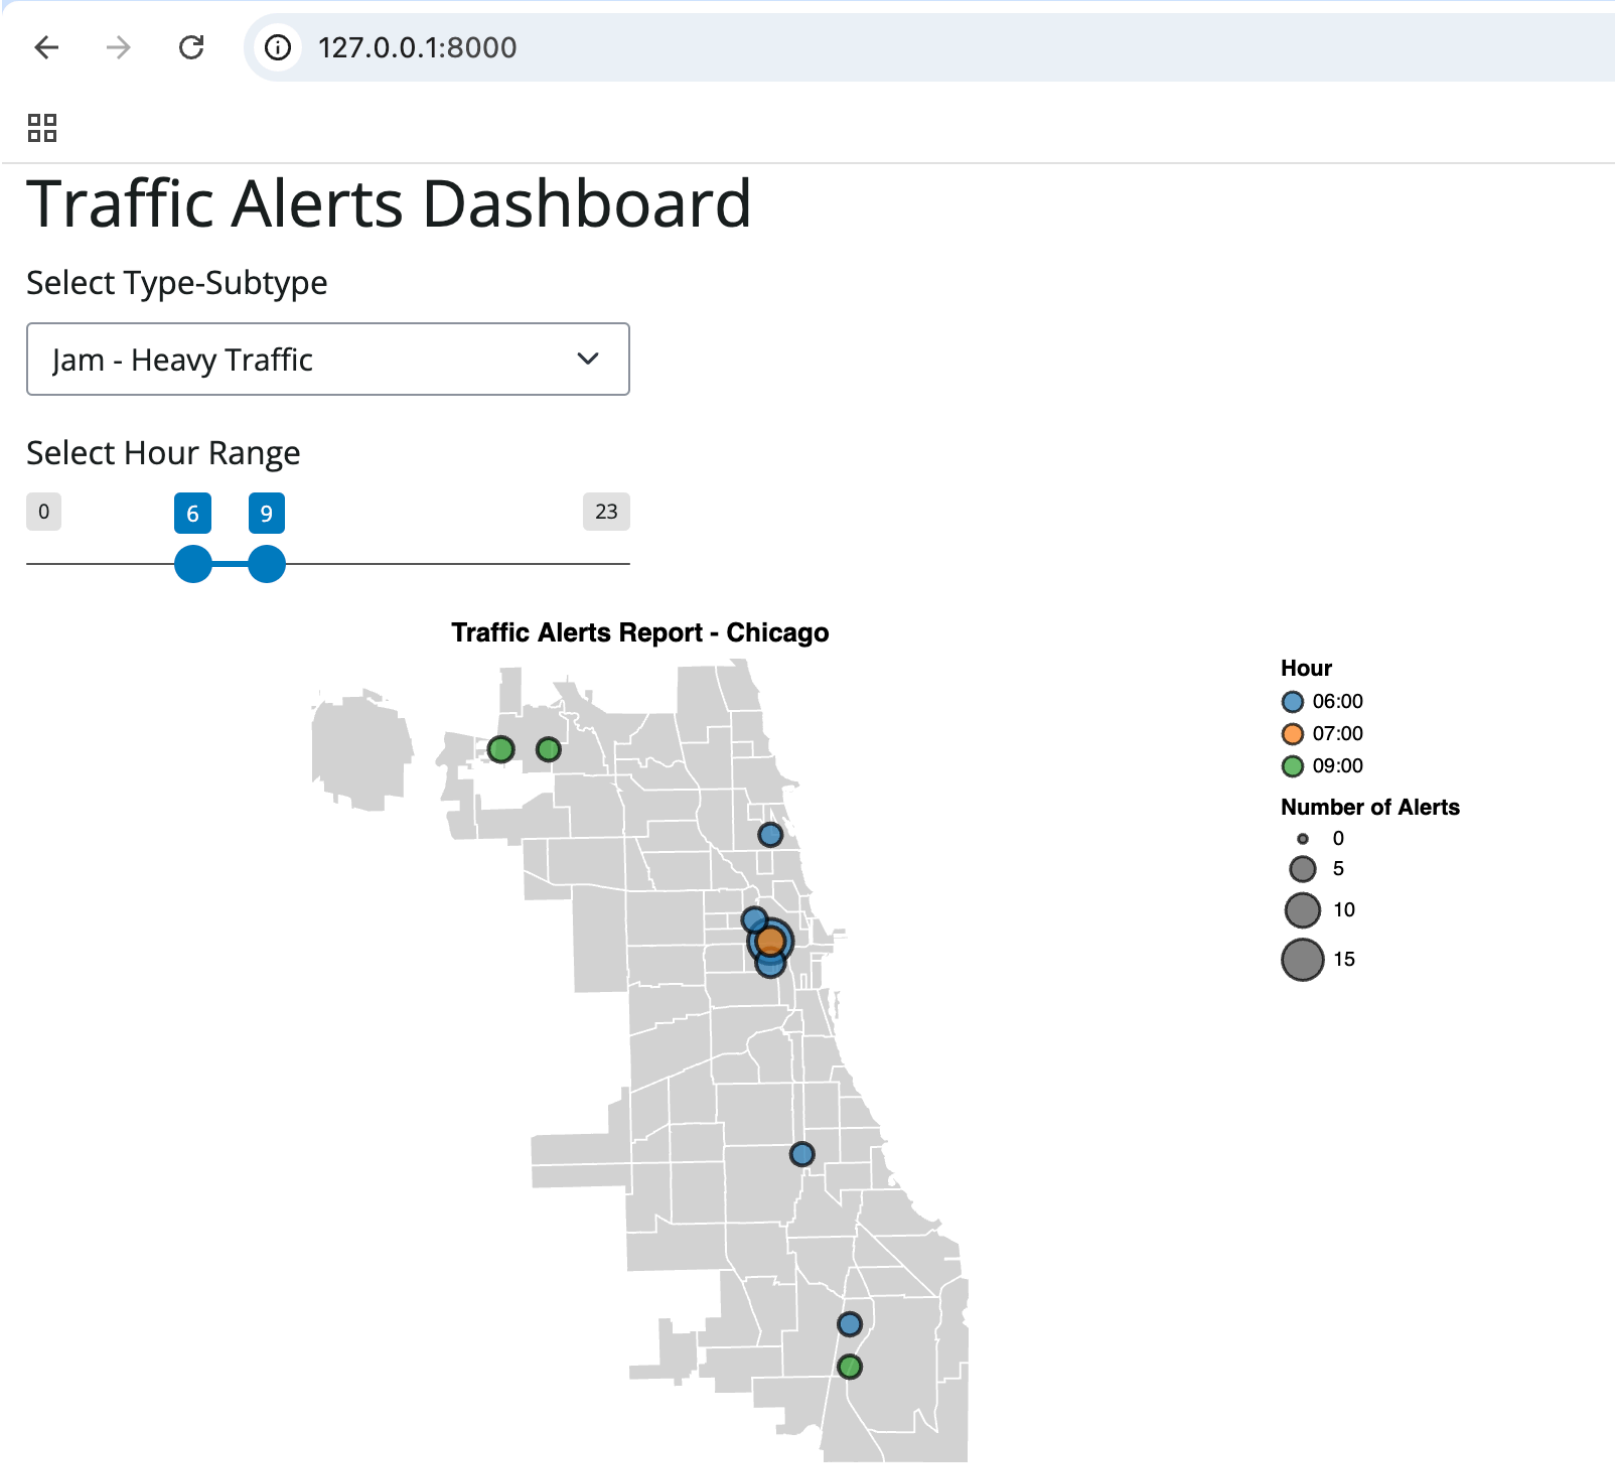 127.0.0.1:8000
Traffic Alerts Dashboard
Select Type-Subtype
Jam - Heavy Traffic
Select Hour Range
0 6 9 23
Traffic Alerts Report - Chicago
Hour
06:00
07:00
09:00
Number of Alerts
0
5
10
15